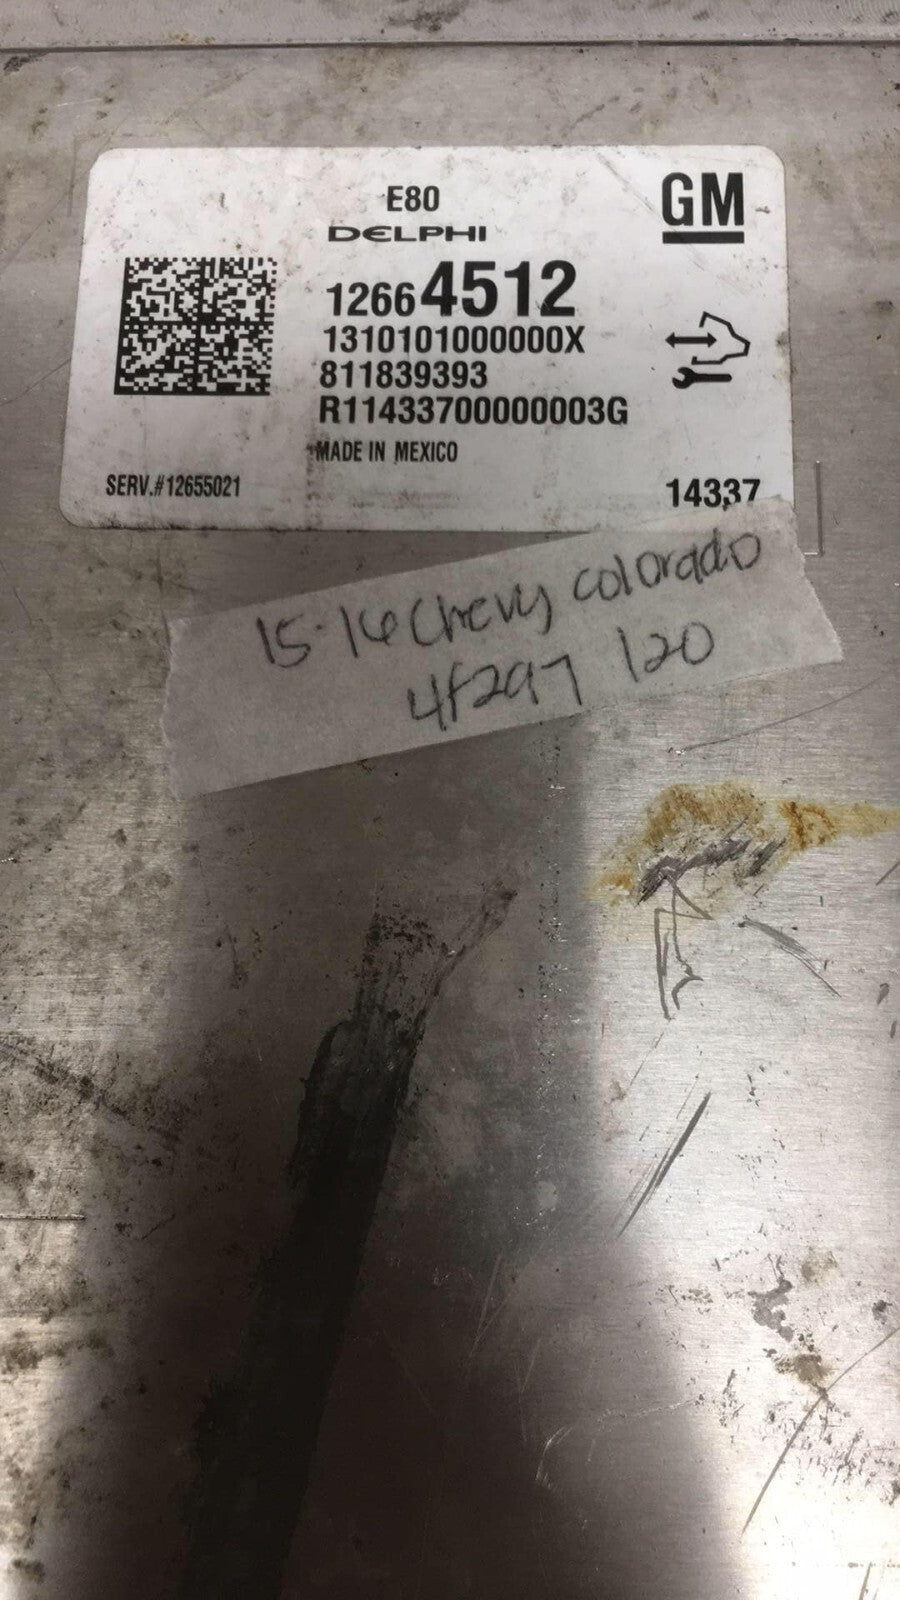 E80
GM
DELPHI
12664512
1310101000000X
811839393
R11433700000003G
MADE IN MEXICO
SERV.#12655021
14337
15-16 Chevy Colorado
4f297 120